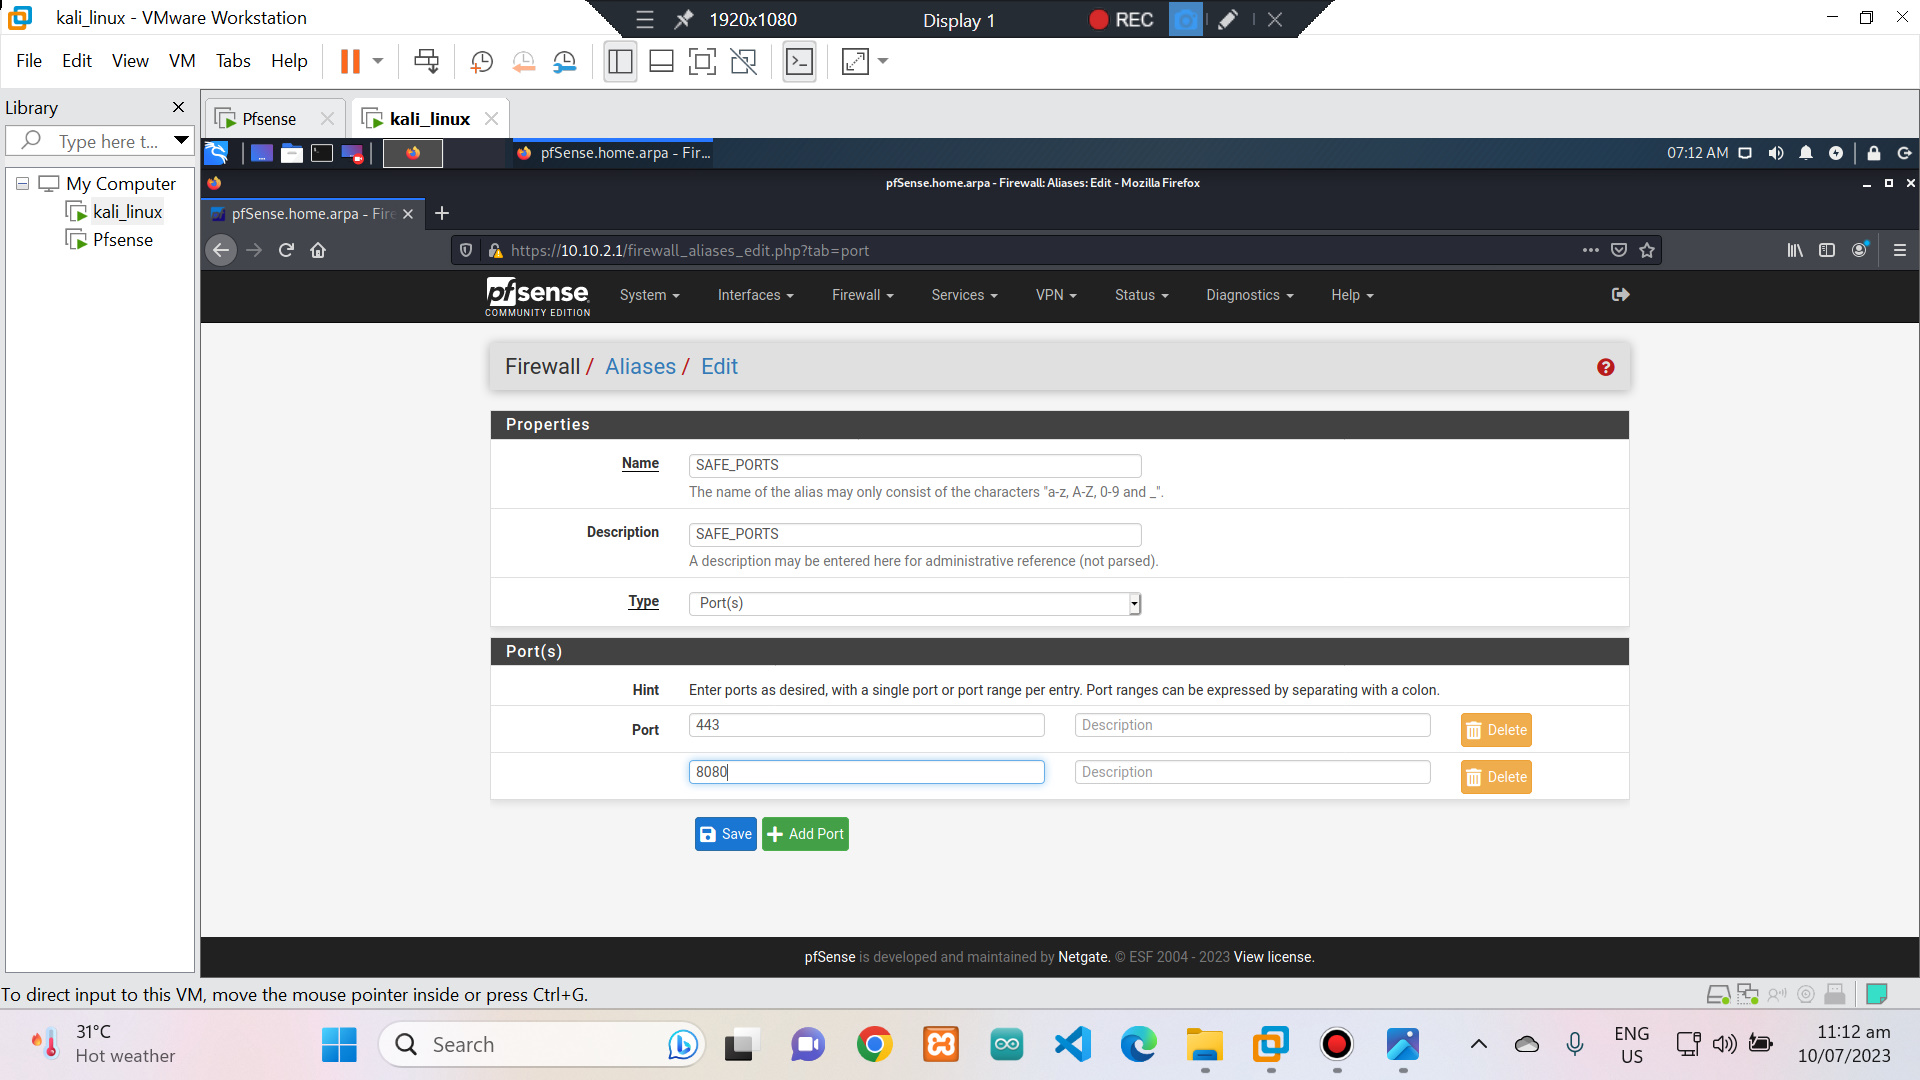 kali_linux - VMware Workstation
1920x1080
Display 1
REC
File Edit View VM Tabs Help
Library
Type here t...
My Computer
kali_linux
Pfsense
Pfsense
kali_linux
pfSense.home.arpa - Fir...
07:12 AM
pfSense.home.arpa - Firewall: Aliases: Edit - Mozilla Firefox
pfSense.home.arpa - Fire
https://10.10.2.1/firewall_aliases_edit.php?tab=port
pfsense
COMMUNITY EDITION
System Interfaces Firewall Services VPN Status Diagnostics Help
Firewall / Aliases / Edit
Properties
Name
SAFE_PORTS
The name of the alias may only consist of the characters "a-z, A-Z, 0-9 and _".
Description
SAFE_PORTS
A description may be entered here for administrative reference (not parsed).
Type
Port(s)
Port(s)
Hint
Enter ports as desired, with a single port or port range per entry. Port ranges can be expressed by separating with a colon.
Port
443
Description
Delete
8080
Description
Delete
Save
Add Port
pfSense is developed and maintained by Netgate. © ESF 2004 - 2023 View license.
To direct input to this VM, move the mouse pointer inside or press Ctrl+G.
31°C
Hot weather
Search
ENG
US
11:12 am
10/07/2023